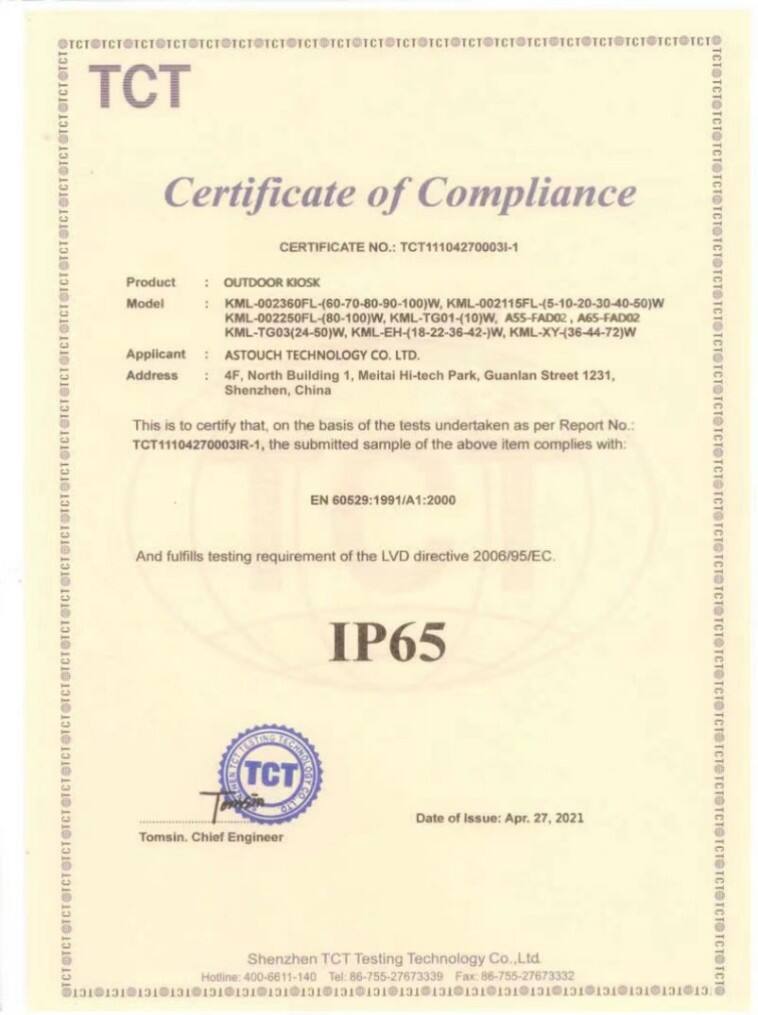 TCT
Certificate of Compliance
CERTIFICATE NO.: TCT11104270003I-1
Product : OUTDOOR KIOSK
Model : KML-002360FL-(60-70-80-90-100)W, KML-002115FL-(5-10-20-30-40-50)W
KML-002250FL-(80-100)W, KML-TG01-(10)W, A55-FAD02 , A65-FAD02
KML-TG03(24-50)W, KML-EH-(18-22-36-42-)W, KML-XY-(36-44-72)W
Applicant : ASTOUCH TECHNOLOGY CO. LTD.
Address : 4F, North Building 1, Meitai Hi-tech Park, Guanlan Street 1231,
Shenzhen, China
This is to certify that, on the basis of the tests undertaken as per Report No.:
TCT11104270003IR-1, the submitted sample of the above item complies with:
EN 60529:1991/A1:2000
And fulfills testing requirement of the LVD directive 2006/95/EC.
IP65
SHENZHEN TCT TESTING TECHNOLOGY CO., LTD
TCT
Tomsin
Tomsin. Chief Engineer
Date of Issue: Apr. 27, 2021
Shenzhen TCT Testing Technology Co.,Ltd
Hotline: 400-6611-140 Tel: 86-755-27673339 Fax: 86-755-27673332